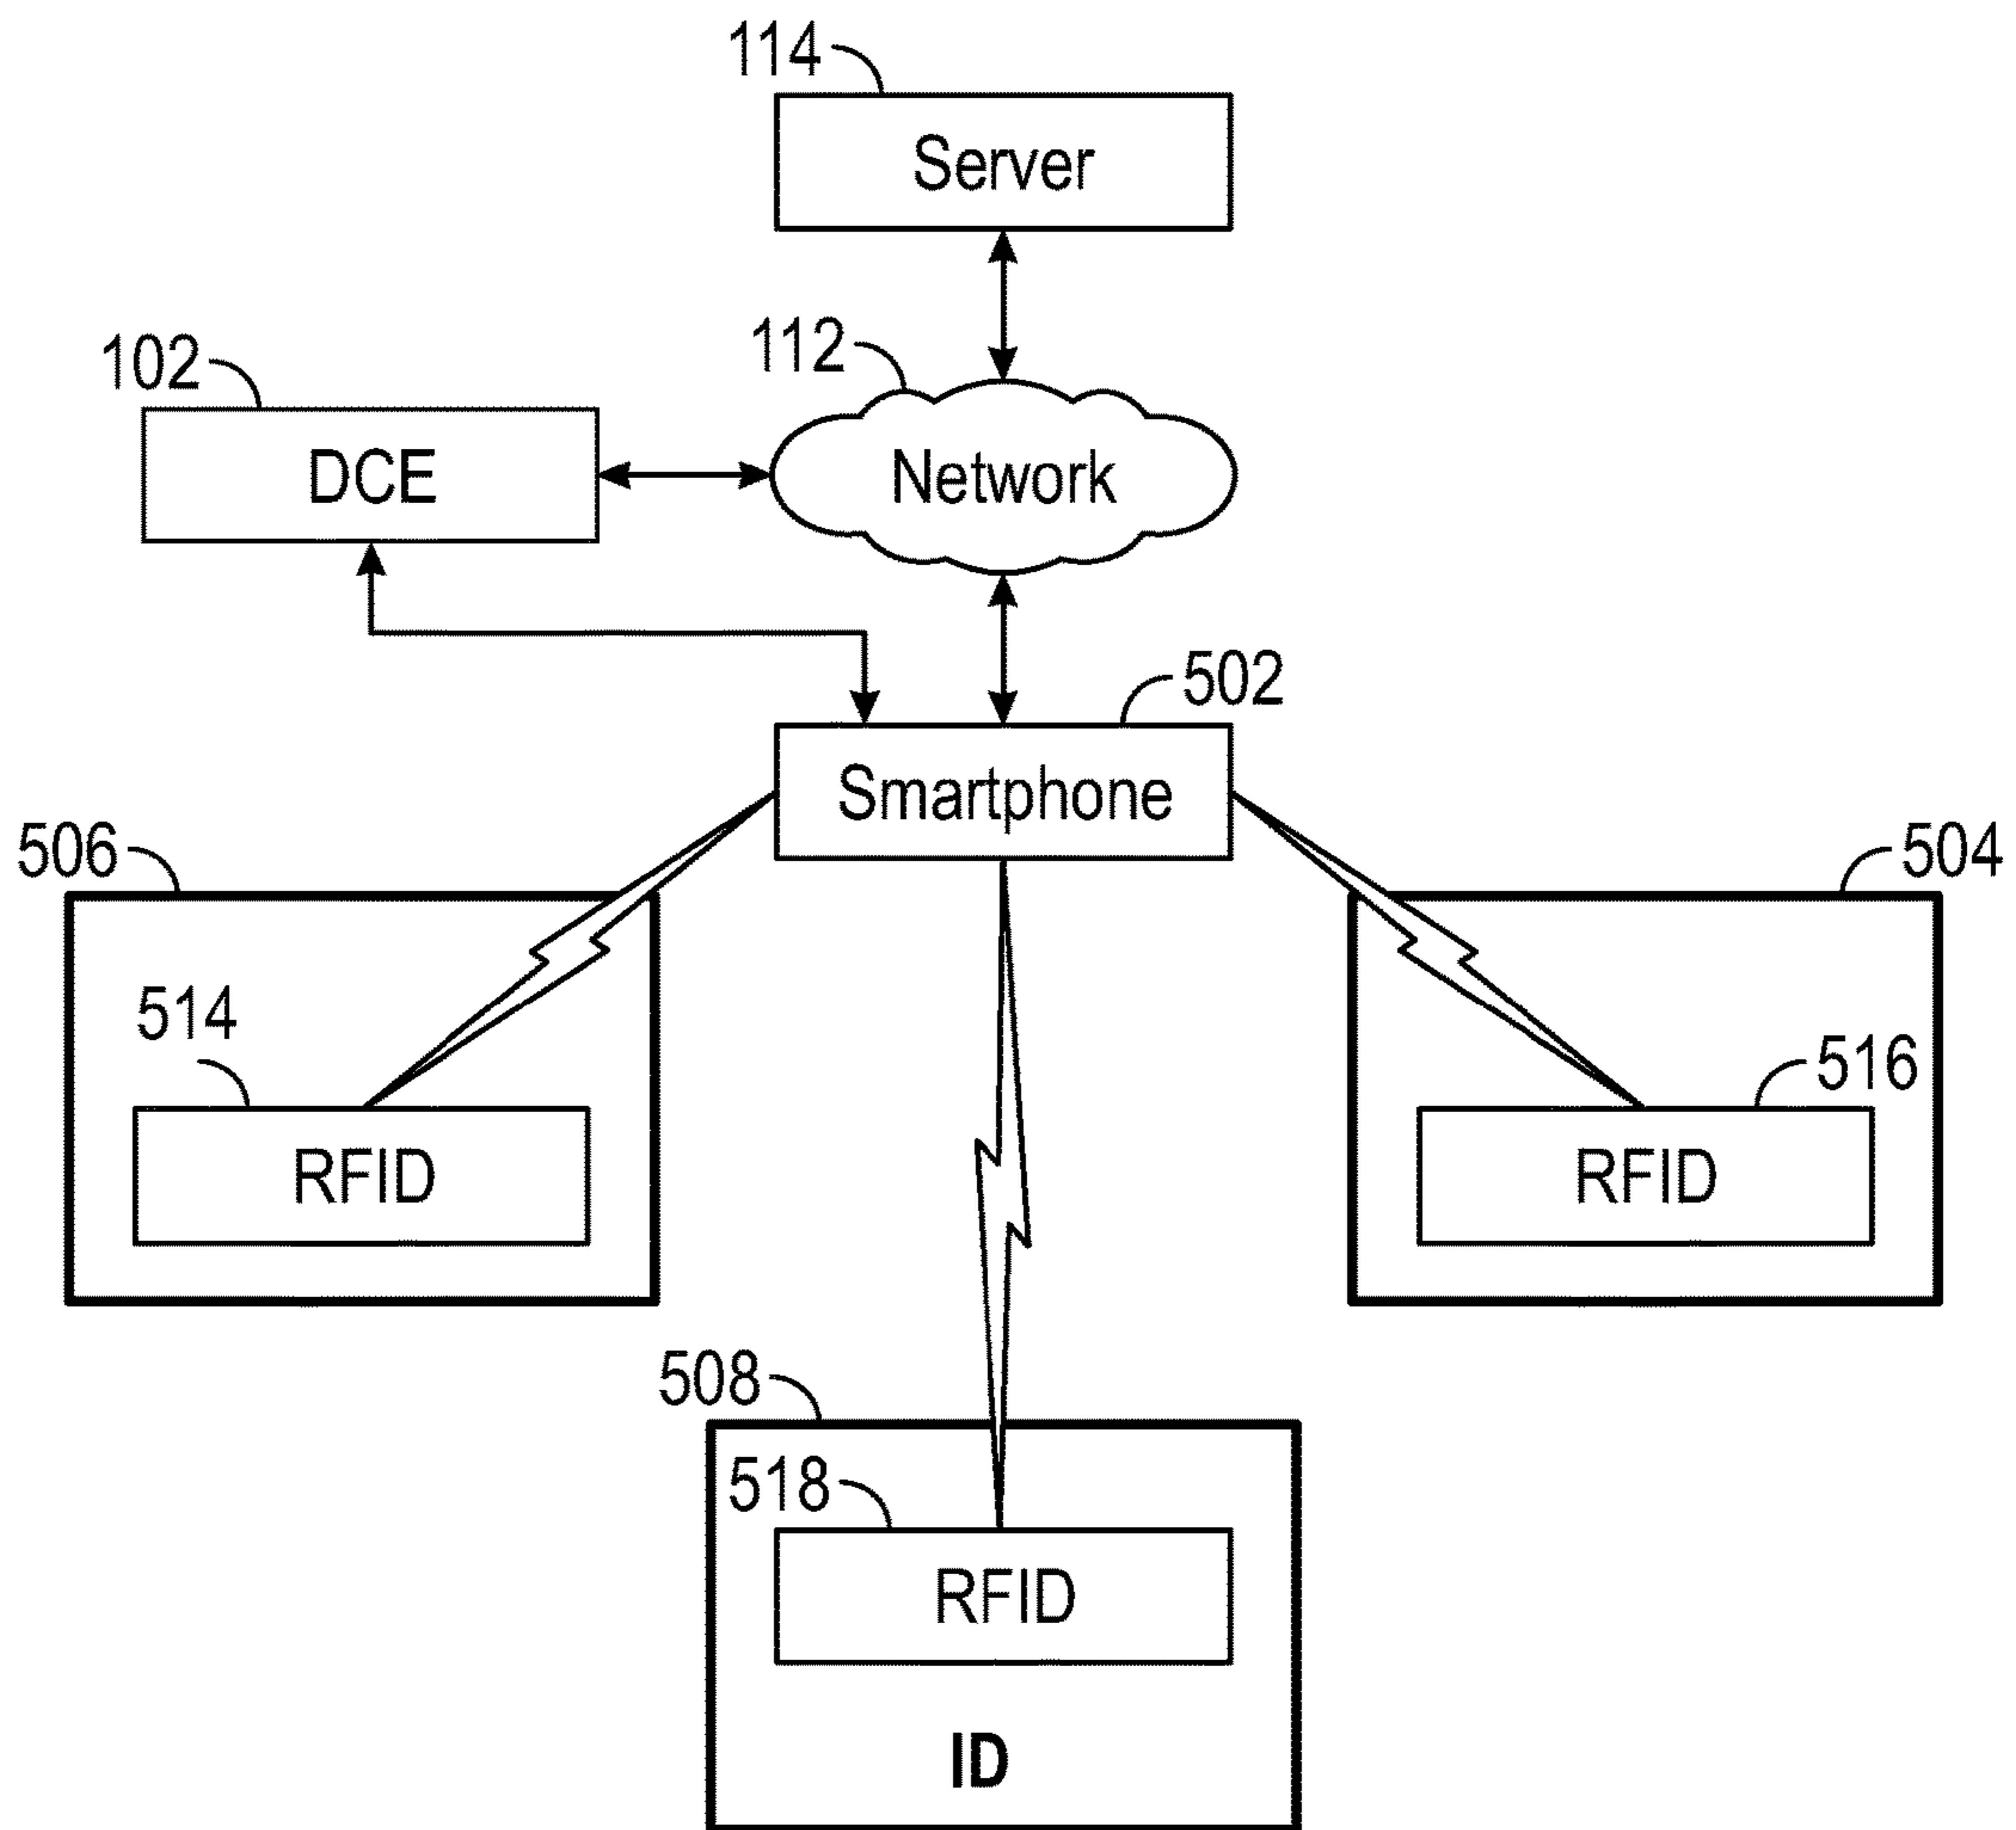 114
Server
112
102
Network
DCE
502
Smartphone
506
504
514
516
RFID
RFID
508
518
RFID
ID